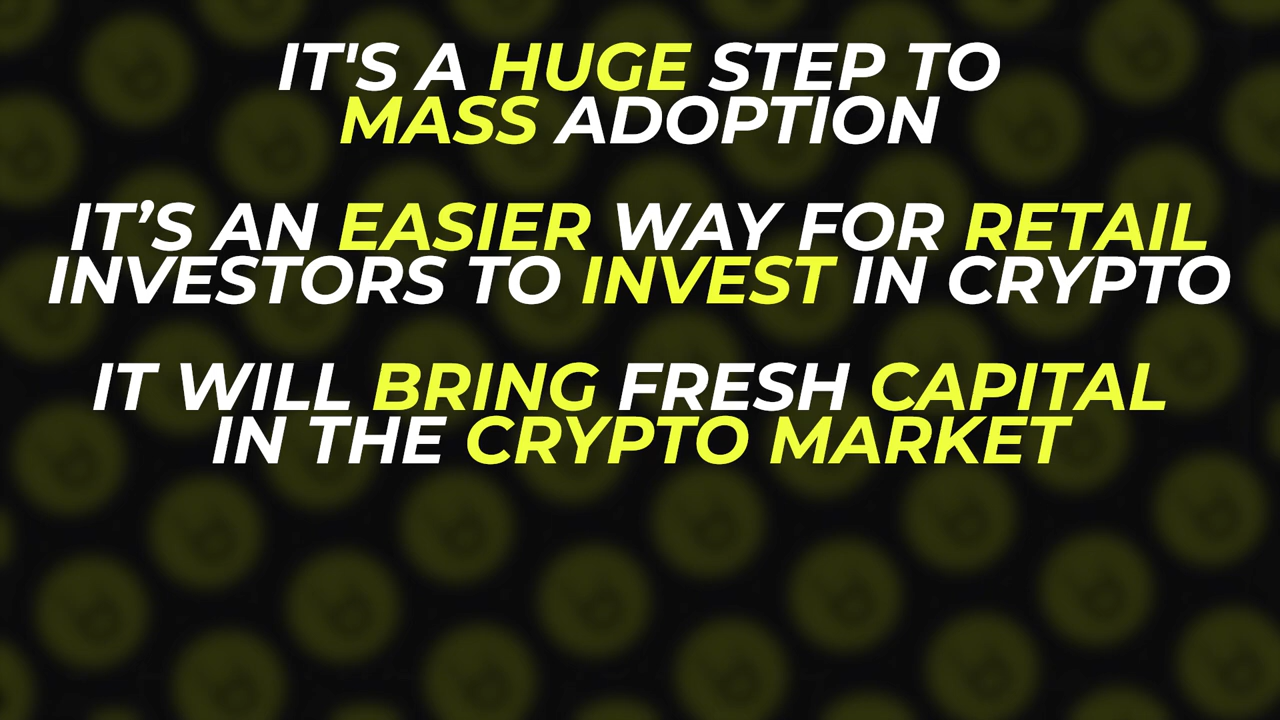 IT'S A HUGE STEP TO
MASS ADOPTION
IT’S AN EASIER WAY FOR RETAIL
INVESTORS TO INVEST IN CRYPTO
IT WILL BRING FRESH CAPITAL
IN THE CRYPTO MARKET